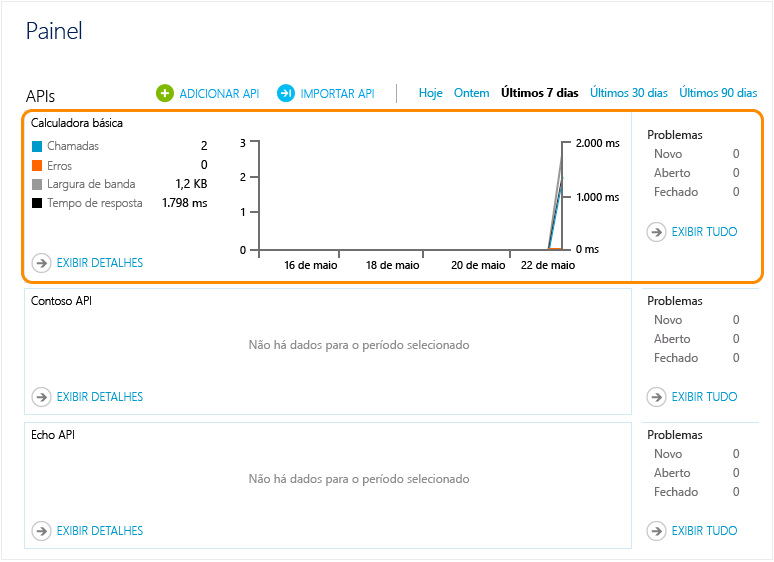 Painel
APIs
ADICIONAR API
IMPORTAR API
Hoje
Ontem
Últimos 7 dias
Últimos 30 dias
Últimos 90 dias
Calculadora básica
Chamadas 2
Erros 0
Largura de banda 1,2 KB
Tempo de resposta 1.798 ms
EXIBIR DETALHES
3
2
1
0
2.000 ms
1.000 ms
0 ms
16 de maio
18 de maio
20 de maio
22 de maio
Problemas
Novo 0
Aberto 0
Fechado 0
EXIBIR TUDO
Contoso API
Não há dados para o período selecionado
EXIBIR DETALHES
Problemas
Novo 0
Aberto 0
Fechado 0
EXIBIR TUDO
Echo API
Não há dados para o período selecionado
EXIBIR DETALHES
Problemas
Novo 0
Aberto 0
Fechado 0
EXIBIR TUDO